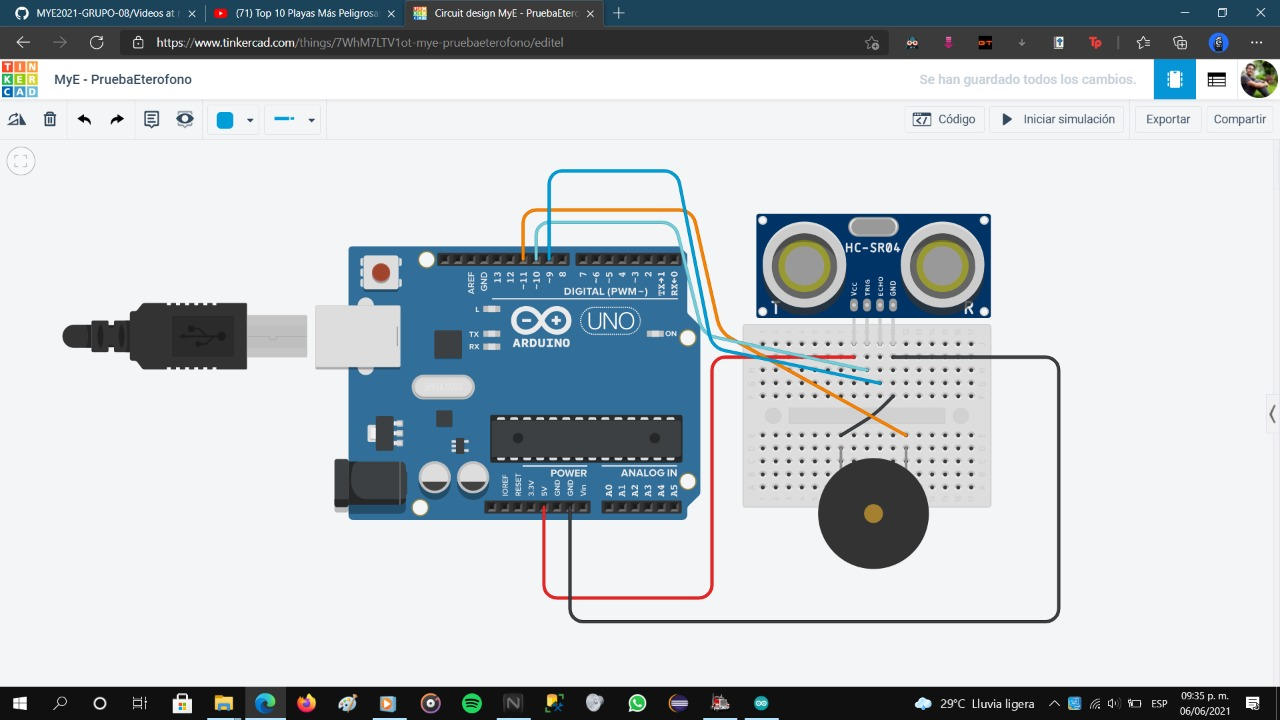 MYE2021-GRUPO-08/Videos at
(71) Top 10 Playas Más Peligrosa
Circuit design MyE - PruebaEterof
https://www.tinkercad.com/things/7WhM7LTV1ot-mye-pruebaeterofono/editel
TIN
KER
CAD
MyE - PruebaEterofono
Se han guardado todos los cambios.
Código
Iniciar simulación
Exportar
Compartir
AREF
GND
13
12
~11
~10
~9
8
7
~6
~5
4
~3
2
TX→1
RX←0
DIGITAL (PWM~)
L
TX
RX
UNO
ARDUINO
ON
POWER
ANALOG IN
IOREF
RESET
3.3V
5V
GND
GND
Vin
A0
A1
A2
A3
A4
A5
HC-SR04
VCC
TRIG
ECHO
GND
T
R
29°C Lluvia ligera
ESP
09:35 p. m.
06/06/2021